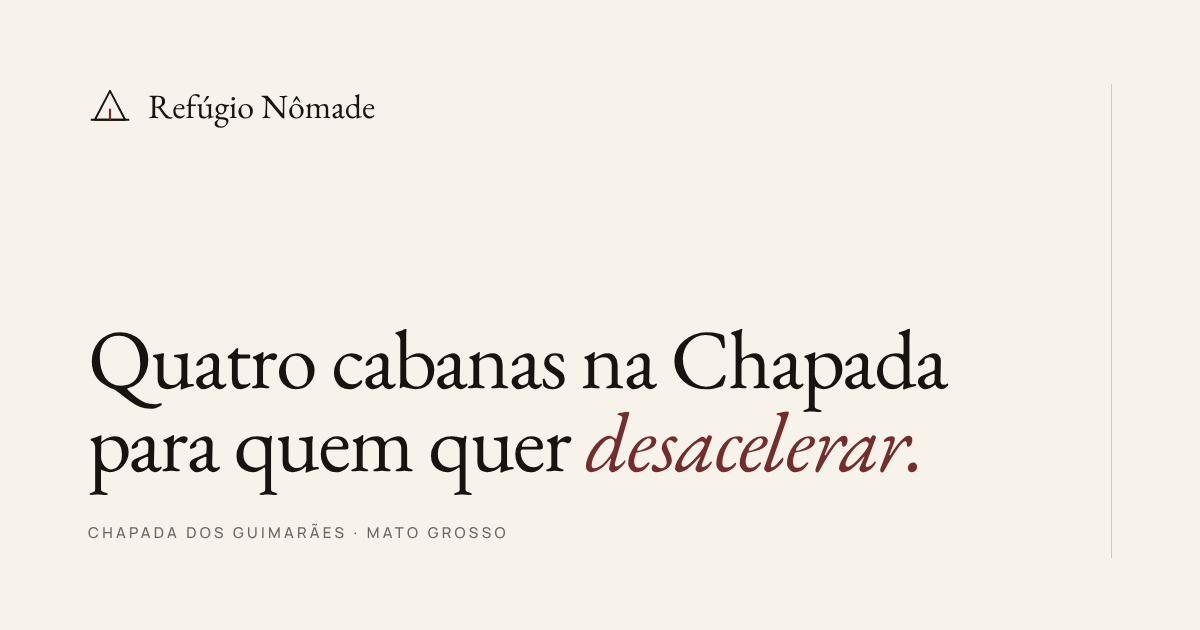 Refúgio Nômade
Quatro cabanas na Chapada
para quem quer desacelerar.
CHAPADA DOS GUIMARÃES · MATO GROSSO